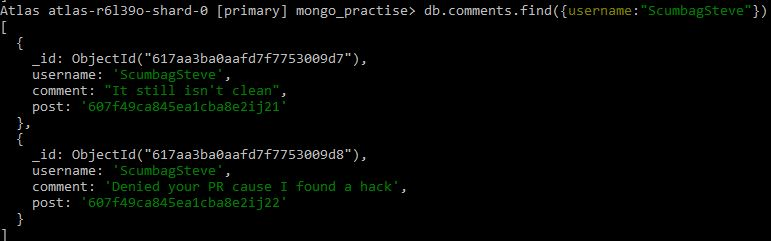 Atlas atlas-r6l39o-shard-0 [primary] mongo_practise> db.comments.find({username:"ScumbagSteve"})
[
  {
    _id: ObjectId("617aa3ba0aafd7f7753009d7"),
    username: 'ScumbagSteve',
    comment: "It still isn't clean",
    post: '607f49ca845ea1cba8e2ij21'
  },
  {
    _id: ObjectId("617aa3ba0aafd7f7753009d8"),
    username: 'ScumbagSteve',
    comment: 'Denied your PR cause I found a hack',
    post: '607f49ca845ea1cba8e2ij22'
  }
]